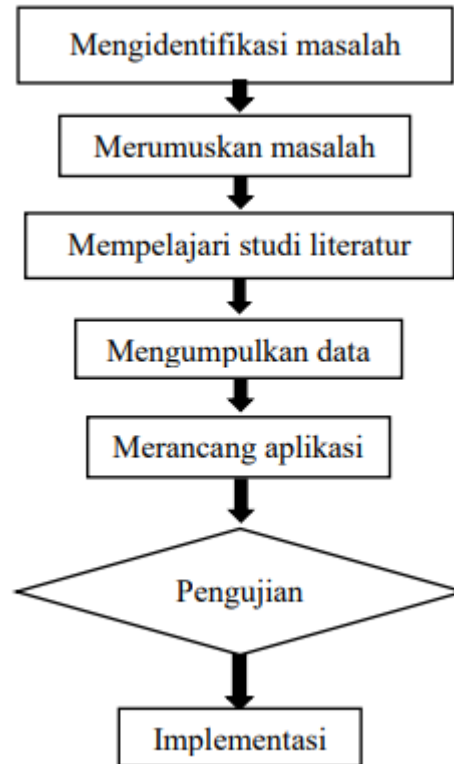 Mengidentifikasi masalah
Merumuskan masalah
Mempelajari studi literatur
Mengumpulkan data
Merancang aplikasi
Pengujian
Implementasi